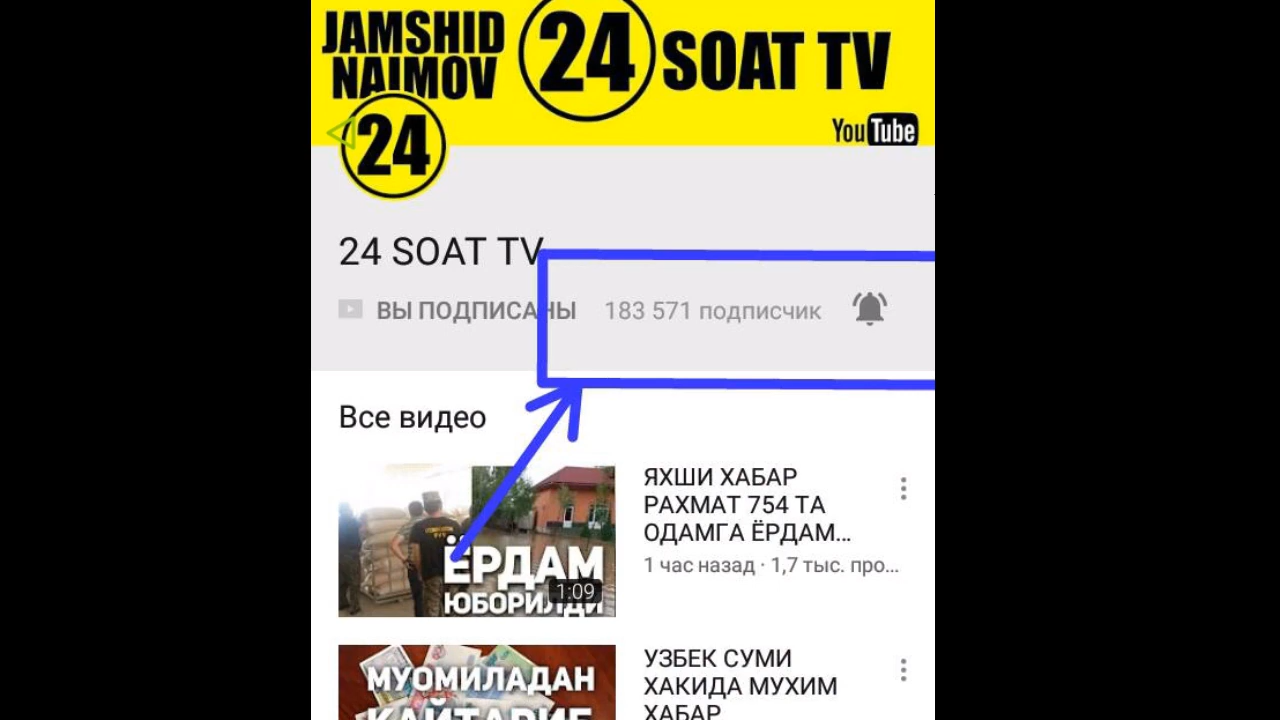 JAMSHID
NAIMOV
24 SOAT TV
YouTube
24
24 SOAT TV
ВЫ ПОДПИСАНЫ 183 571 подписчик
Все видео
ЯХШИ ХАБАР
РАХМАТ 754 ТА
ОДАМГА ЁРДАМ...
1 час назад · 1,7 тыс. про...
ЁРДАМ
ЮБОРИЛДИ
1:09
УЗБЕК СУМИ
ХАКИДА МУХИМ
ХАБАР
МУОМИЛАДАН
КАЙТАРИБ